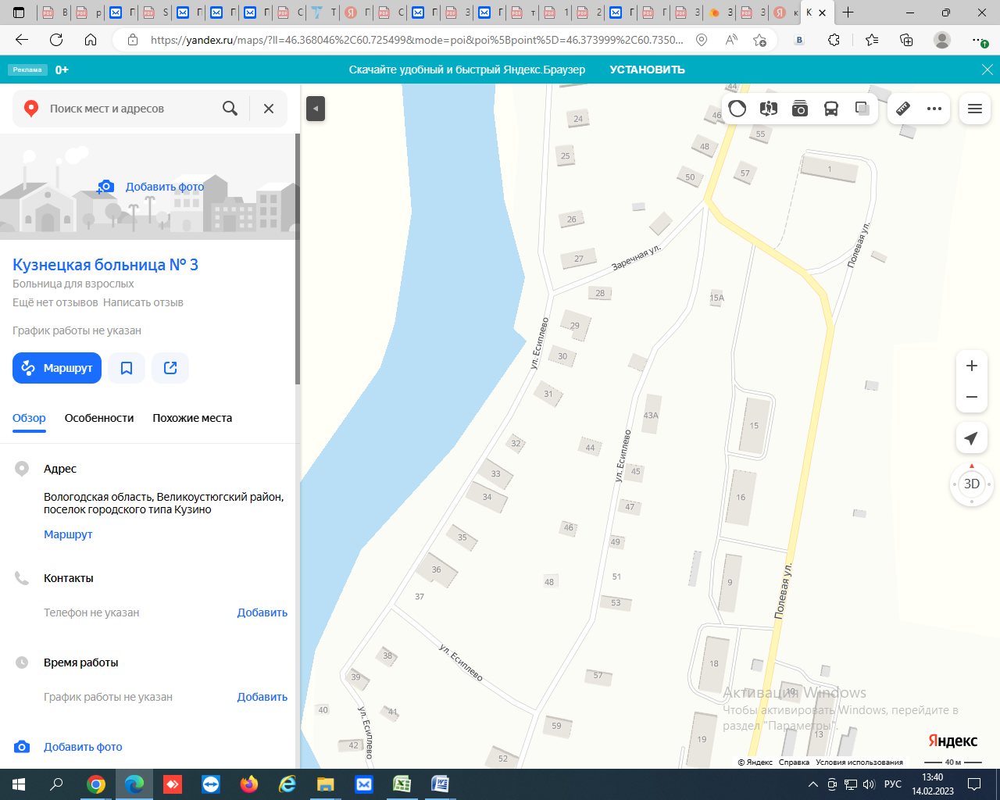 https://yandex.ru/maps/?ll=46.368046%2C60.725499&mode=poi&poi%5Bpoint%5D=46.373999%2C60.7350...
Реклама
0+
Скачайте удобный и быстрый Яндекс.Браузер
УСТАНОВИТЬ
Поиск мест и адресов
Добавить фото
Кузнецкая больница № 3
Больница для взрослых
Ещё нет отзывов Написать отзыв
График работы не указан
Маршрут
Обзор
Особенности
Похожие места
Адрес
Вологодская область, Великоустюгский район,
поселок городского типа Кузино
Маршрут
Контакты
Телефон не указан
Добавить
Время работы
График работы не указан
Добавить
Добавить фото
44
24
46
55
25
48
57
1
50
26
Полевая ул.
27
Заречная ул.
28
15А
29
ул. Есиплево
30
31
43А
15
32
44
ул. Есиплево
33
45
3D
34
16
47
46
35
49
36
51
48
9
37
53
Полевая ул.
38
ул. Есиплево
18
39
57
10
40
41
ул. Есиплево
59
13
42
52
19
Активация Windows
Чтобы активировать Windows, перейдите в
раздел "Параметры".
Яндекс
© Яндекс Справка Условия использования
40 м
РУС
13:40
14.02.2023